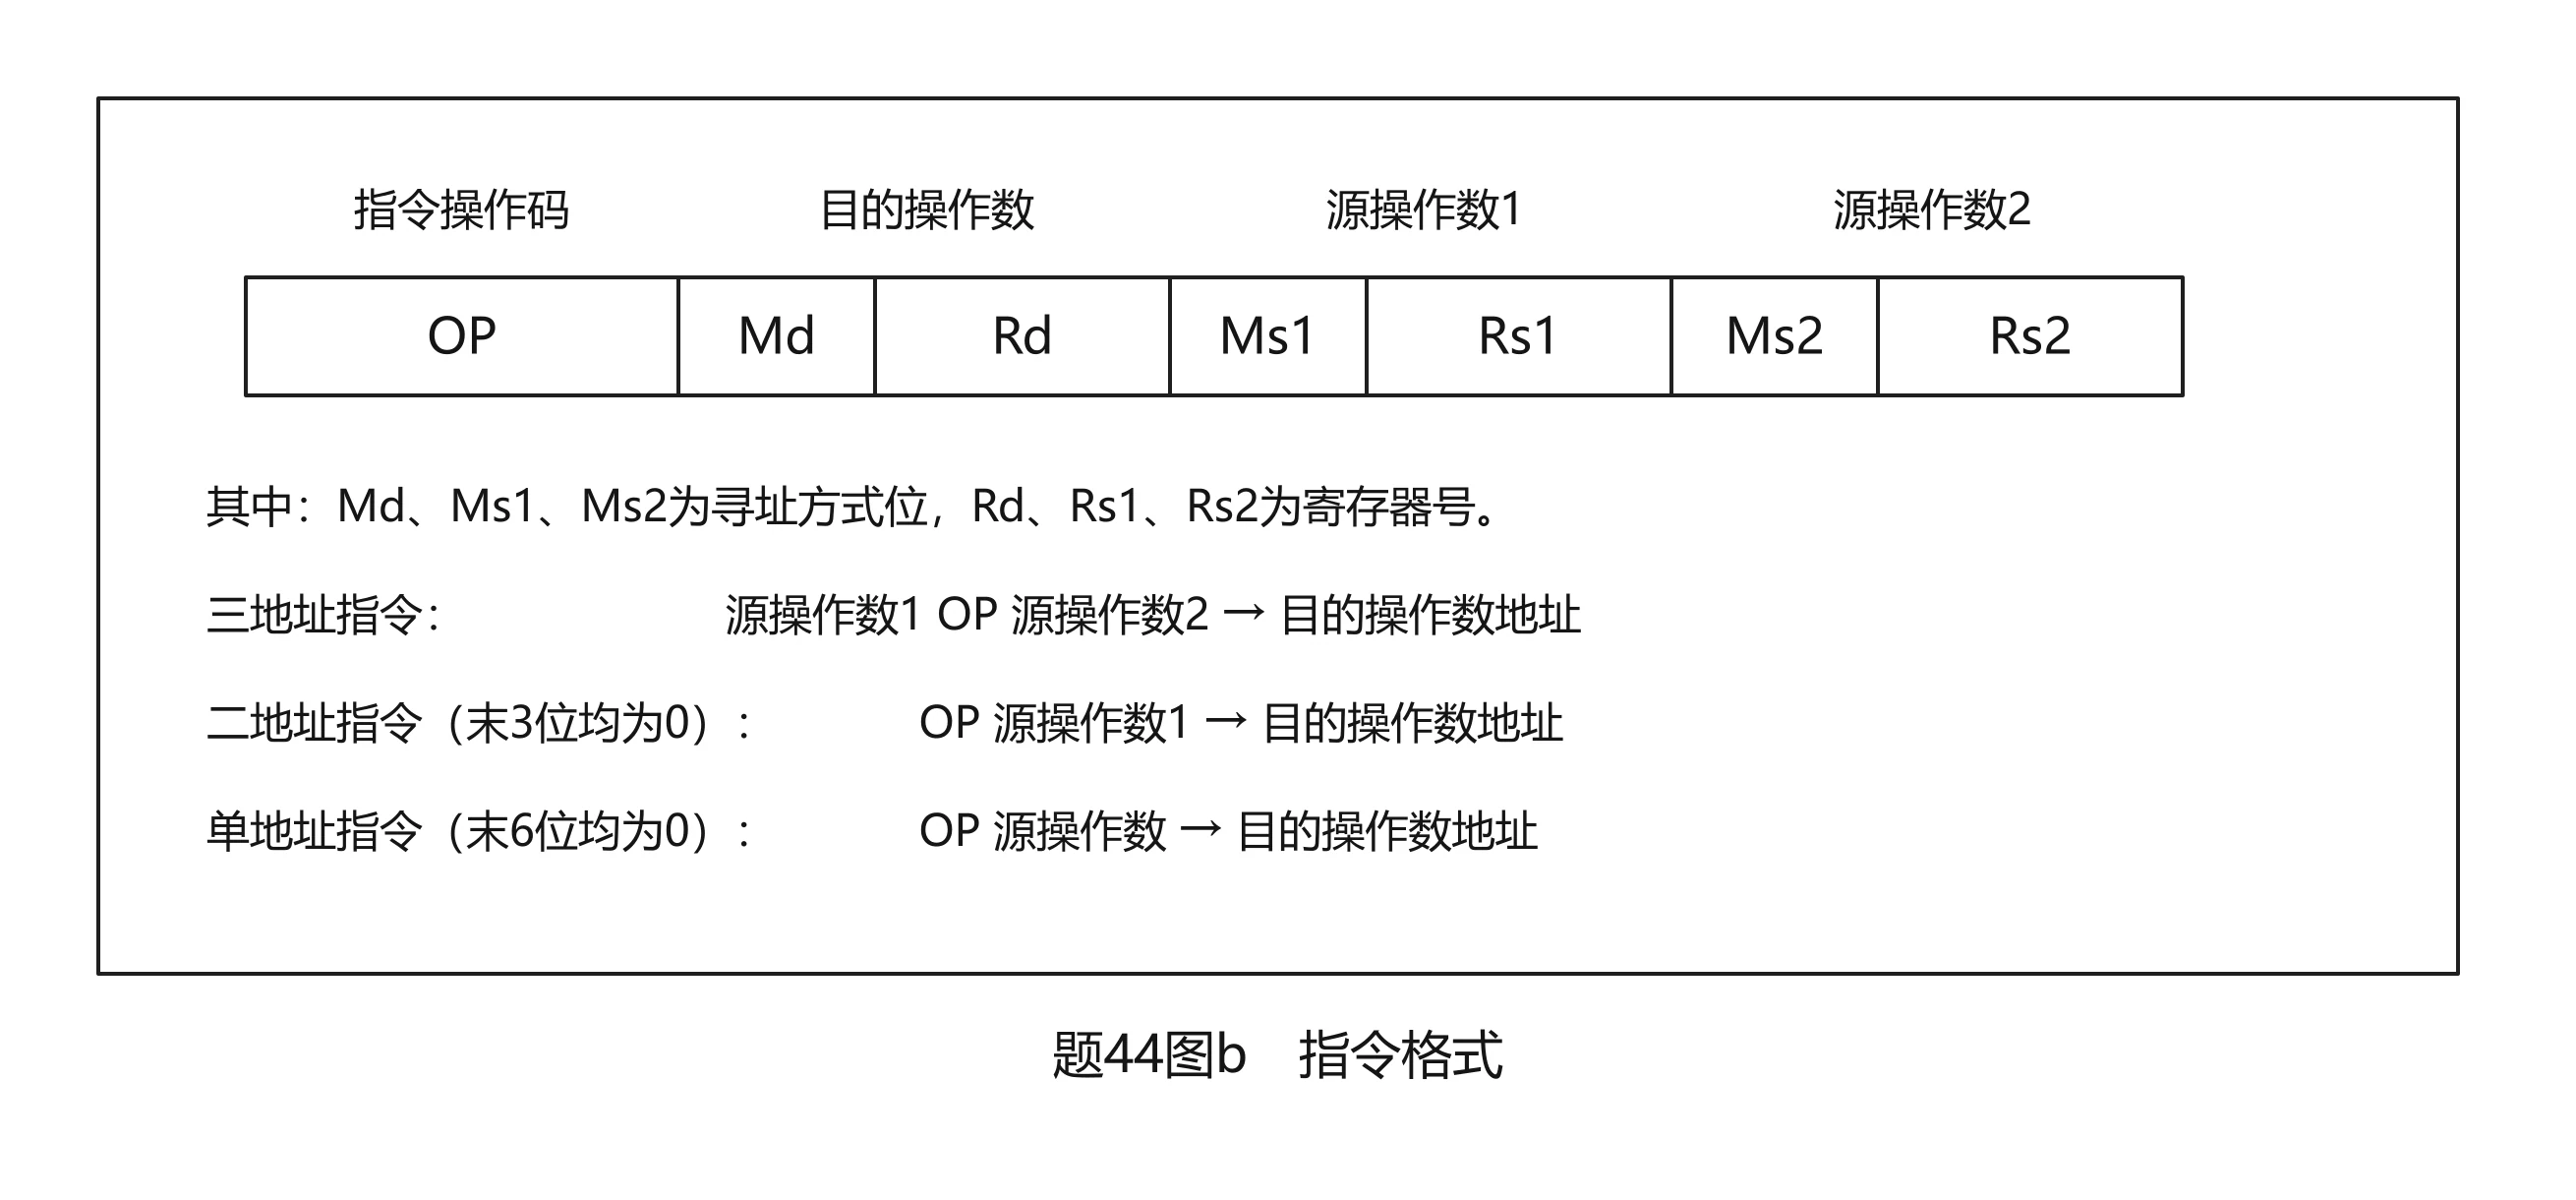 指令操作码 目的操作数 源操作数1 源操作数2
OP Md Rd Ms1 Rs1 Ms2 Rs2
其中：Md、Ms1、Ms2为寻址方式位，Rd、Rs1、Rs2为寄存器号。
三地址指令： 源操作数1 OP 源操作数2 → 目的操作数地址
二地址指令（末3位均为0）： OP 源操作数1 → 目的操作数地址
单地址指令（末6位均为0）： OP 源操作数 → 目的操作数地址
题44图b 指令格式